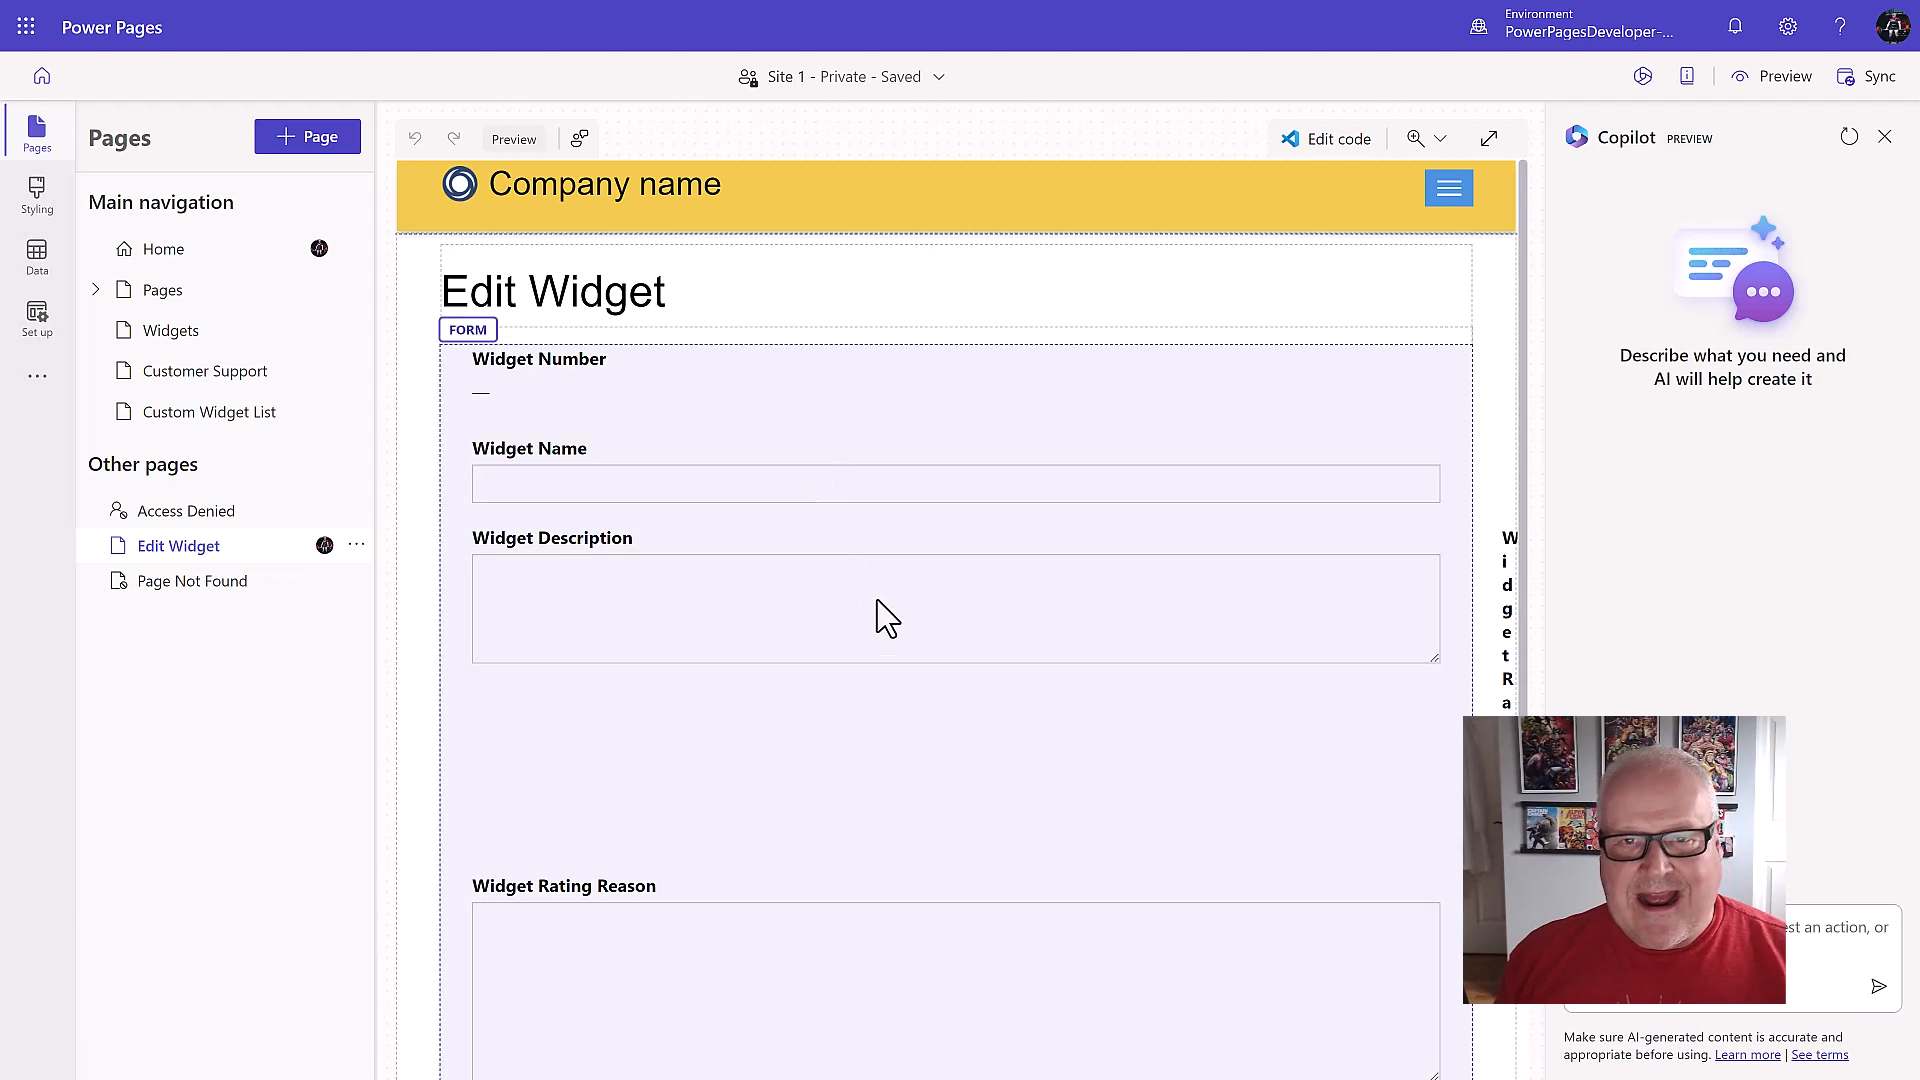 Power Pages
Environment
PowerPagesDeveloper-...
Site 1 - Private - Saved
Preview
Sync
Pages
Styling
Data
Set up
Pages
Page
Main navigation
Home
Pages
Widgets
Customer Support
Custom Widget List
Other pages
Access Denied
Edit Widget
Page Not Found
Preview
Edit code
Company name
Edit Widget
FORM
Widget Number
—
Widget Name
Widget Description
W
i
d
g
e
t
R
a
Widget Rating Reason
Copilot PREVIEW
Describe what you need and
AI will help create it
est an action, or
Make sure AI-generated content is accurate and
appropriate before using. Learn more | See terms